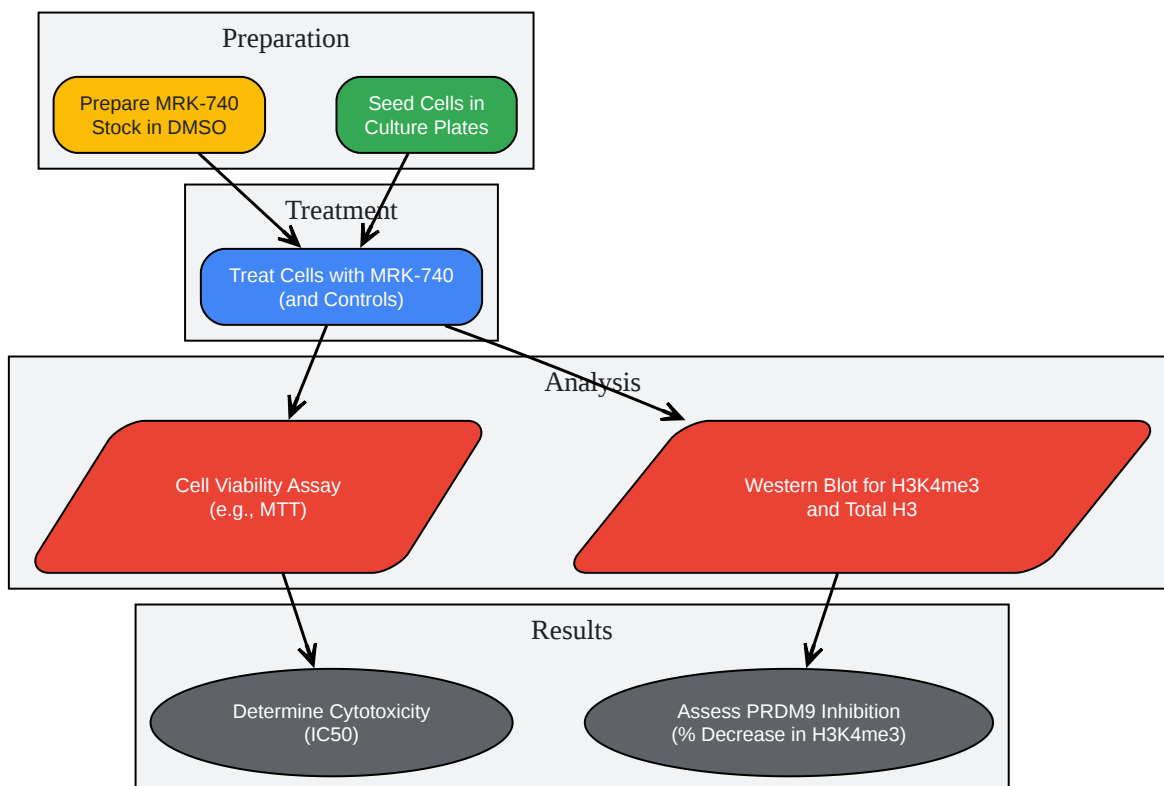 Preparation
Prepare MRK-740
Stock in DMSO
Seed Cells in
Culture Plates
Treatment
Treat Cells with MRK-740
(and Controls)
Analysis
Cell Viability Assay
(e.g., MTT)
Western Blot for H3K4me3
and Total H3
Results
Determine Cytotoxicity
(IC50)
Assess PRDM9 Inhibition
(% Decrease in H3K4me3)